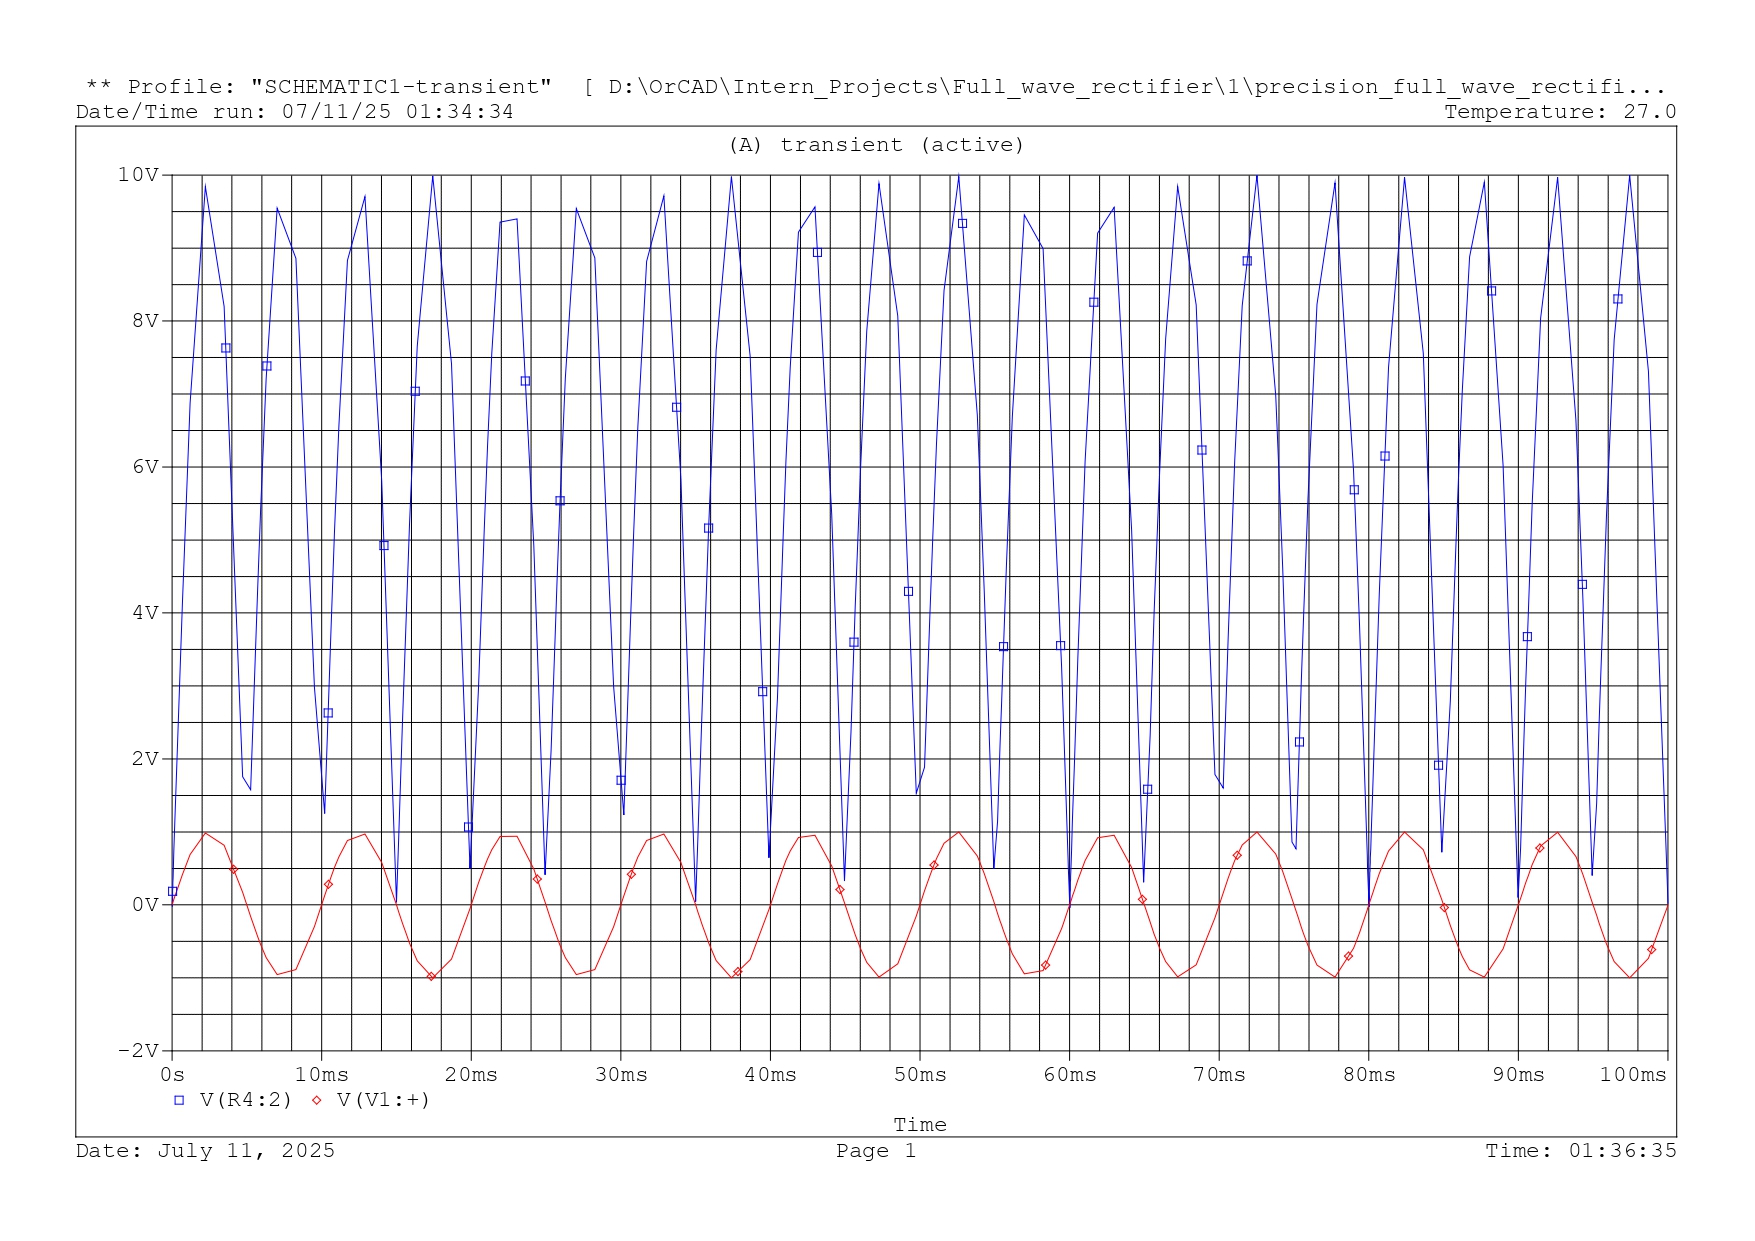 ** Profile: "SCHEMATIC1-transient"  [ D:\OrCAD\Intern_Projects\Full_wave_rectifier\1\precision_full_wave_rectifi...
Date/Time run: 07/11/25 01:34:34 Temperature: 27.0
(A) transient (active)
10V
8V
6V
4V
2V
0V
-2V
0s 10ms 20ms 30ms 40ms 50ms 60ms 70ms 80ms 90ms 100ms
V(R4:2) V(V1:+)
Time
Date: July 11, 2025 Page 1 Time: 01:36:35